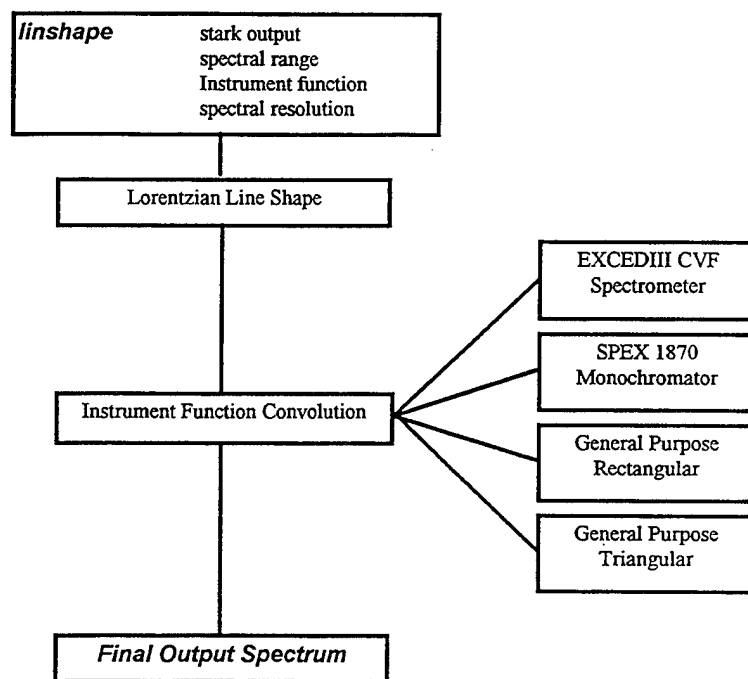 linshape stark output
spectral range
Instrument function
spectral resolution
Lorentzian Line Shape
EXCEDIII CVF
Spectrometer
SPEX 1870
Monochromator
Instrument Function Convolution
General Purpose
Rectangular
General Purpose
Triangular
Final Output Spectrum